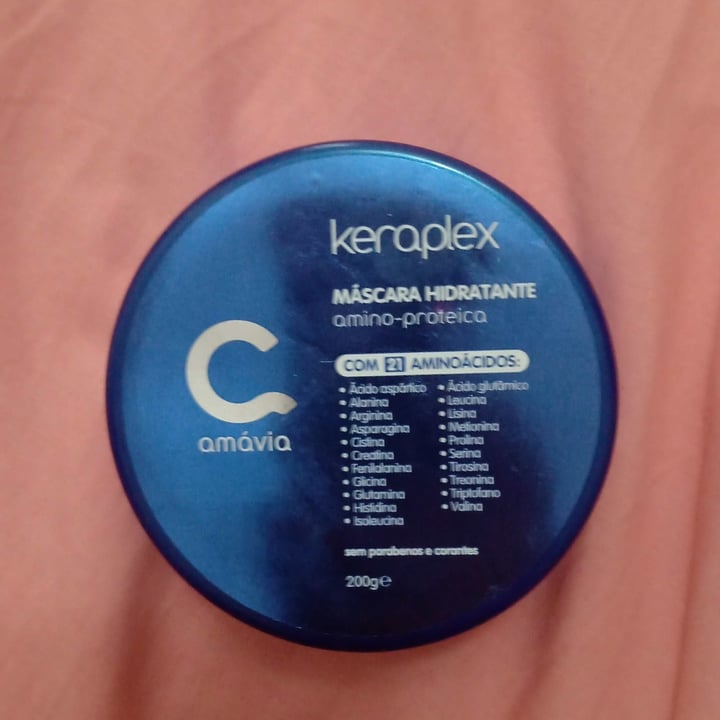 keraplex
MÁSCARA HIDRATANTE
amino-proteica
amávia
COM 21 AMINOÁCIDOS:
• Ácido aspártico
• Alanina
• Arginina
• Asparagina
• Cistina
• Creatina
• Fenilalanina
• Glicina
• Glutamina
• Histidina
• Isoleucina
• Ácido glutâmico
• Leucina
• Lisina
• Metionina
• Prolina
• Serina
• Tirosina
• Treonina
• Triptofano
• Valina
sem parabenos e corantes
200g℮